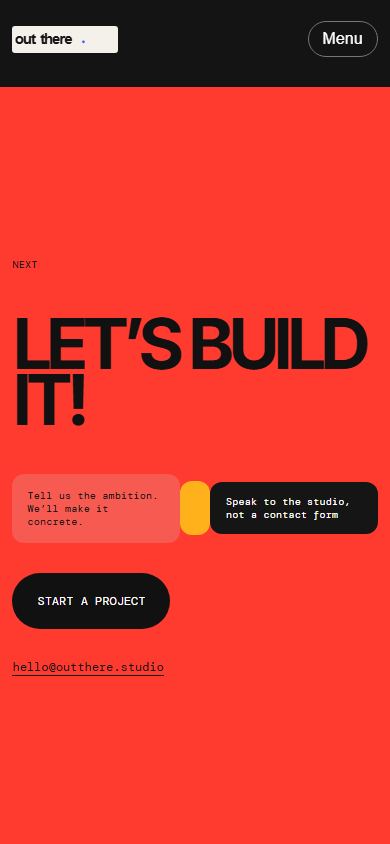 out there .
Menu
NEXT
LET’S BUILD
IT!
Tell us the ambition.
We’ll make it
concrete.
Speak to the studio,
not a contact form
START A PROJECT
hello@outthere.studio